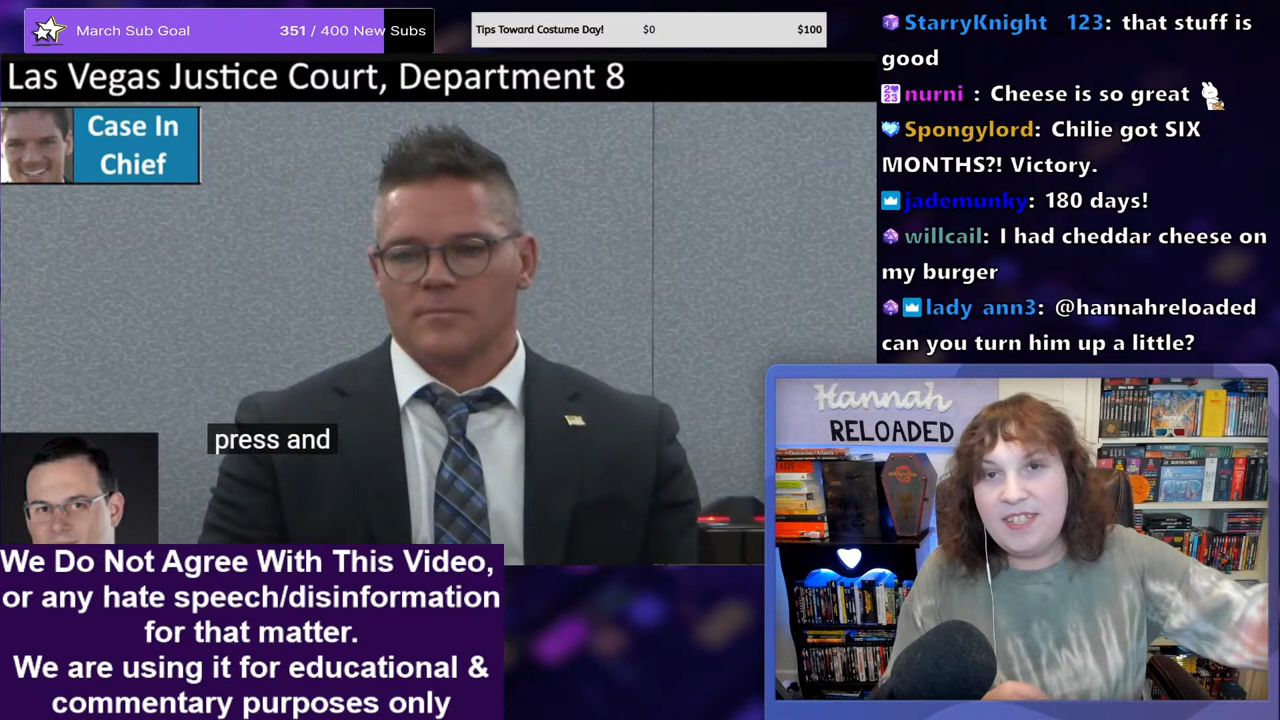 March Sub Goal 351 / 400 New Subs
Tips Toward Costume Day! $0 $100
Las Vegas Justice Court, Department 8
Case In
Chief
press and
We Do Not Agree With This Video,
or any hate speech/disinformation
for that matter.
We are using it for educational &
commentary purposes only
StarryKnight 123: that stuff is
good
nurni : Cheese is so great
Spongylord: Chilie got SIX
MONTHS?! Victory.
jademunky: 180 days!
willcail: I had cheddar cheese on
my burger
lady ann3: @hannahreloaded
can you turn him up a little?
Hannah
RELOADED